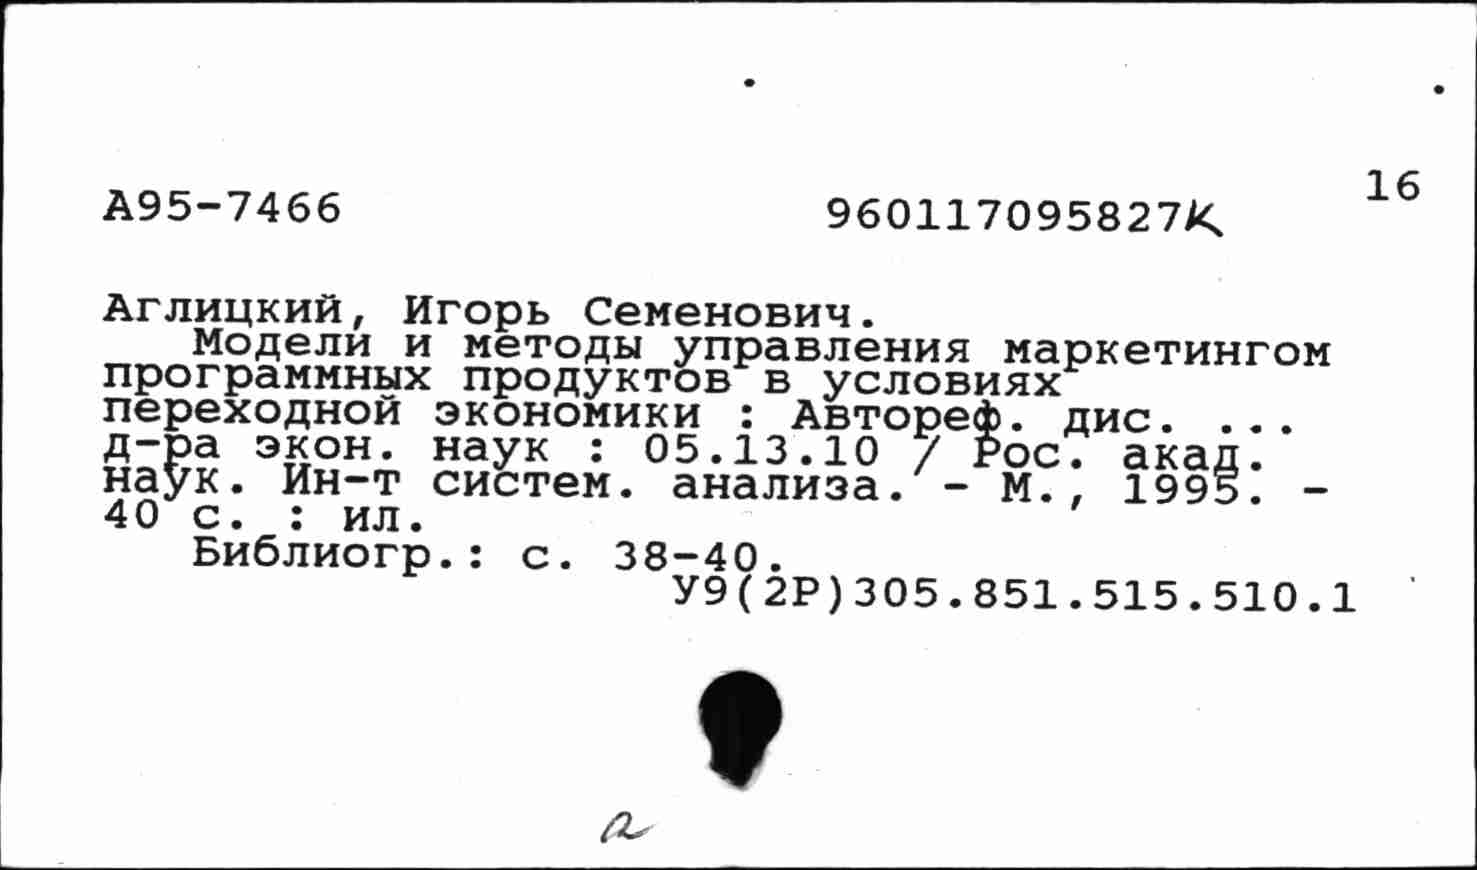 16
А95-7466 960117095827К
Аглицкий, Игорь Семенович.
Модели и методы управления маркетингом
программных продуктов в условиях
переходной экономики : Автореф. дис. ...
д-ра экон. наук : 05.13.10 / Рос. акад.
наук. Ин-т систем. анализа. - М., 1995. -
40 с. : ил.
Библиогр.: с. 38-40.
У9(2Р)305.851.515.510.1
а